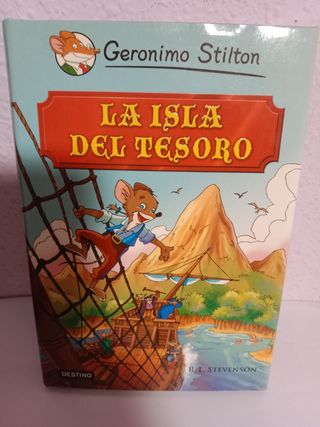 Geronimo Stilton
LA ISLA
DEL TESORO
R. L. STEVENSON
DESTINO